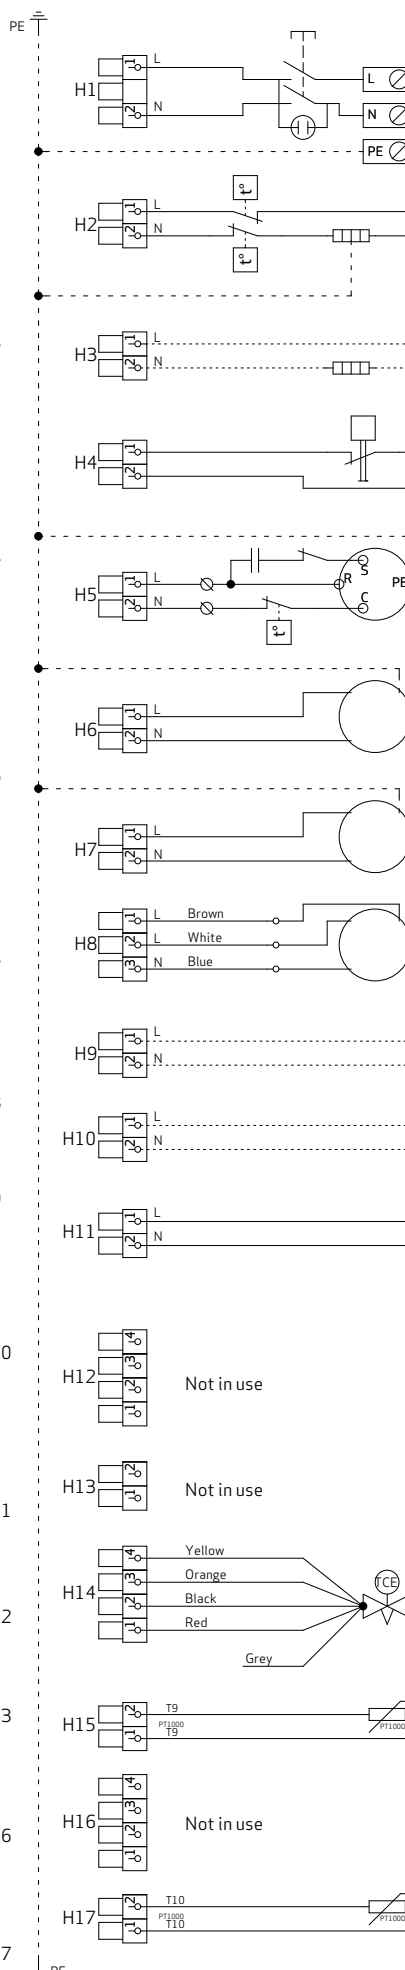 PE
H1
1
L
2
N
L
N
PE
H2
1
L
2
N
t°
t°
H3
1
L
2
N
H4
1
2
H5
1
L
2
N
R
S
C
PE
t°
H6
1
L
2
N
H7
1
L
2
N
H8
1
L
Brown
2
L
White
3
N
Blue
H9
1
L
2
N
H10
1
L
2
N
H11
1
L
2
N
0
H12
4
3
2
1
Not in use
H13
2
1
Not in use
1
H14
4
Yellow
3
Orange
2
Black
1
Red
Grey
TCE
2
3
H15
2
T9
PT1000
1
T9
PT1000
H16
4
3
2
1
Not in use
6
H17
2
T10
PT1000
1
T10
PT1000
7